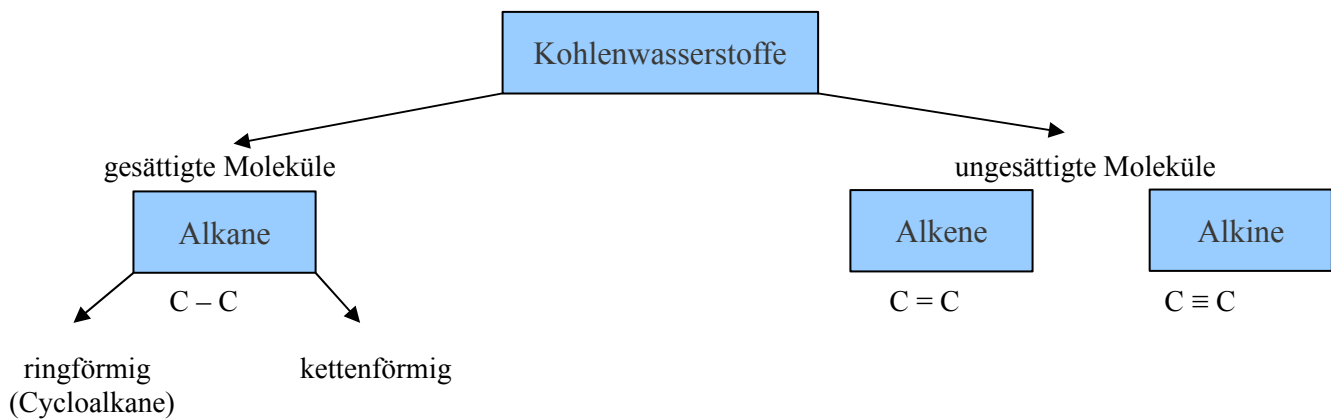 Kohlenwasserstoffe
gesättigte Moleküle
ungesättigte Moleküle
Alkane
Alkene
Alkine
C – C
C = C
C ≡ C
ringförmig
(Cycloalkane)
kettenförmig